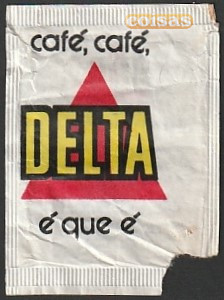 coisas
café, café,
DELTA
é que é